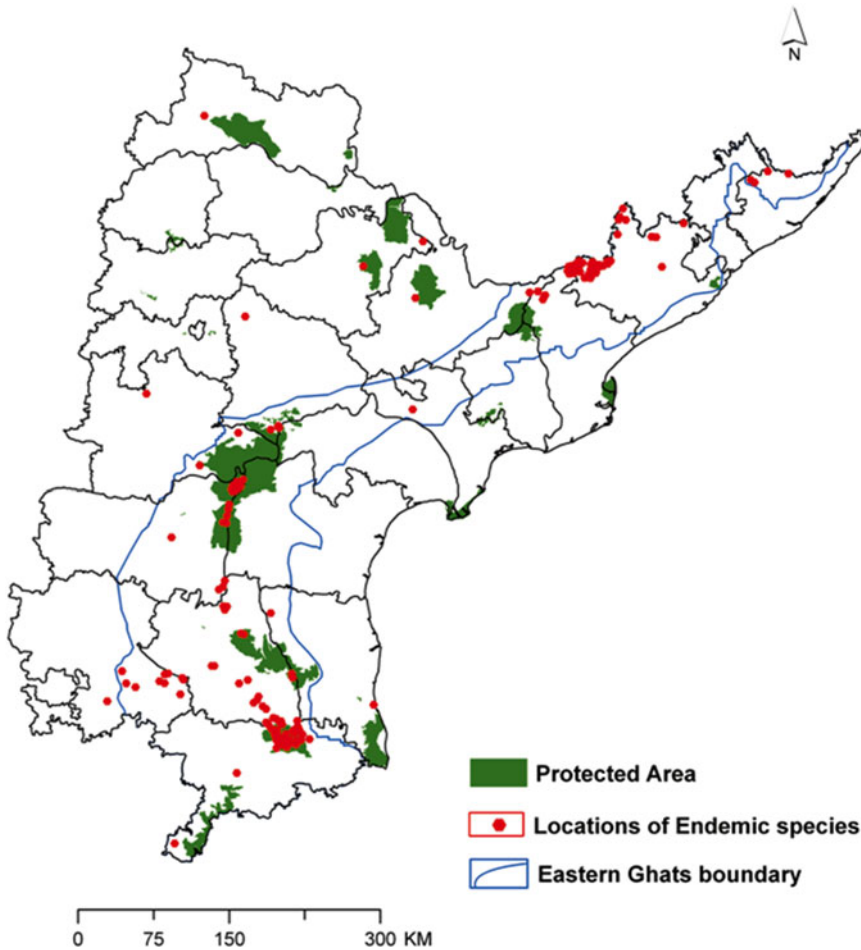 N
Protected Area
Locations of Endemic species
Eastern Ghats boundary
0 75 150 300 KM